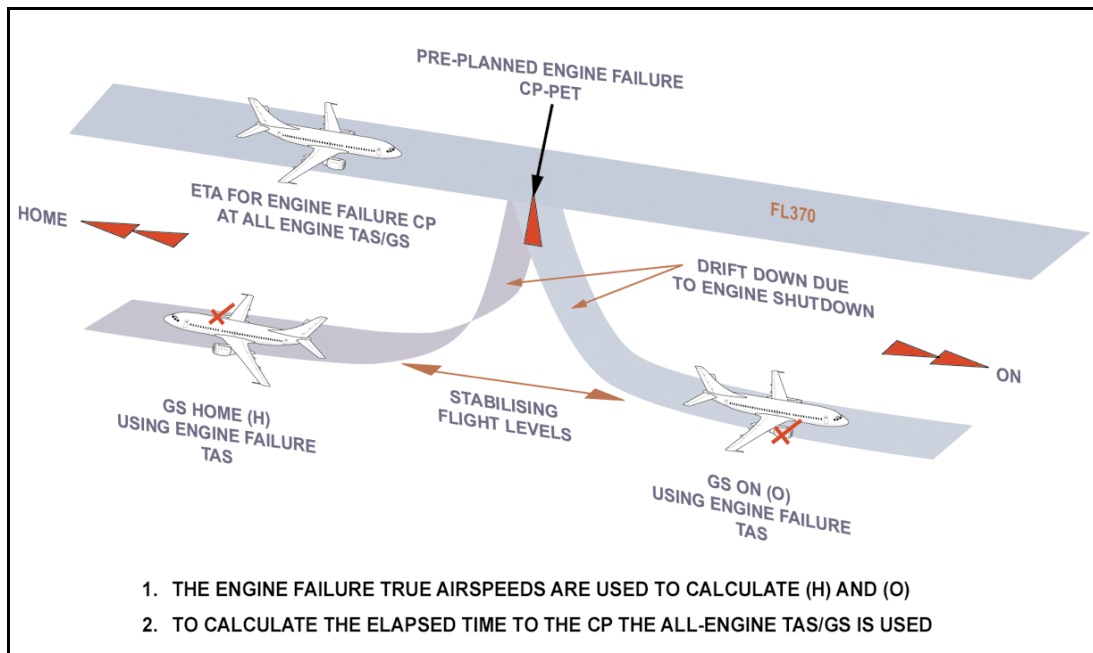 PRE-PLANNED ENGINE FAILURE
CP-PET
ETA FOR ENGINE FAILURE CP
AT ALL ENGINE TAS/GS
HOME
FL370
DRIFT DOWN DUE
TO ENGINE SHUTDOWN
ON
GS HOME (H)
USING ENGINE FAILURE
TAS
STABILISING
FLIGHT LEVELS
GS ON (O)
USING ENGINE FAILURE
TAS
1. THE ENGINE FAILURE TRUE AIRSPEEDS ARE USED TO CALCULATE (H) AND (O)
2. TO CALCULATE THE ELAPSED TIME TO THE CP THE ALL-ENGINE TAS/GS IS USED